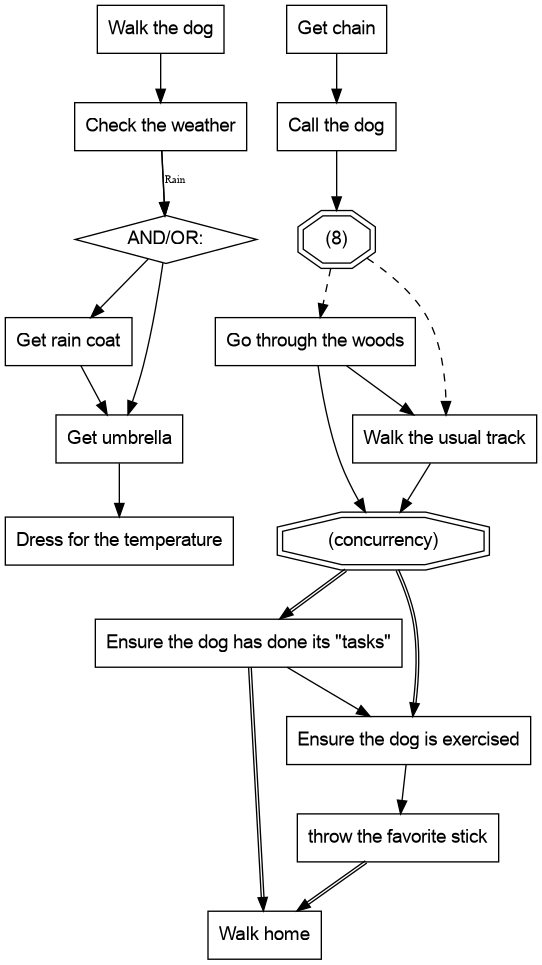 Walk the dog
Get chain
Check the weather
Call the dog
Rain
AND/OR:
(8)
Get rain coat
Go through the woods
Get umbrella
Walk the usual track
Dress for the temperature
(concurrency)
Ensure the dog has done its "tasks"
Ensure the dog is exercised
throw the favorite stick
Walk home